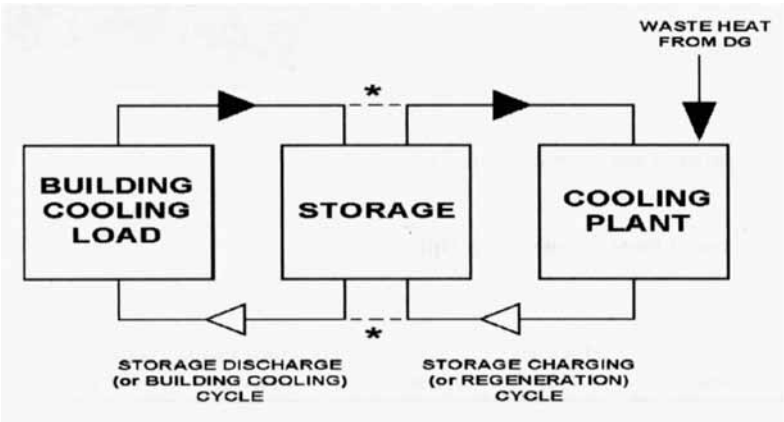 WASTE HEAT
FROM DG
*
BUILDING
COOLING
LOAD
STORAGE
COOLING
PLANT
*
STORAGE DISCHARGE
(or BUILDING COOLING)
CYCLE
STORAGE CHARGING
(or REGENERATION)
CYCLE